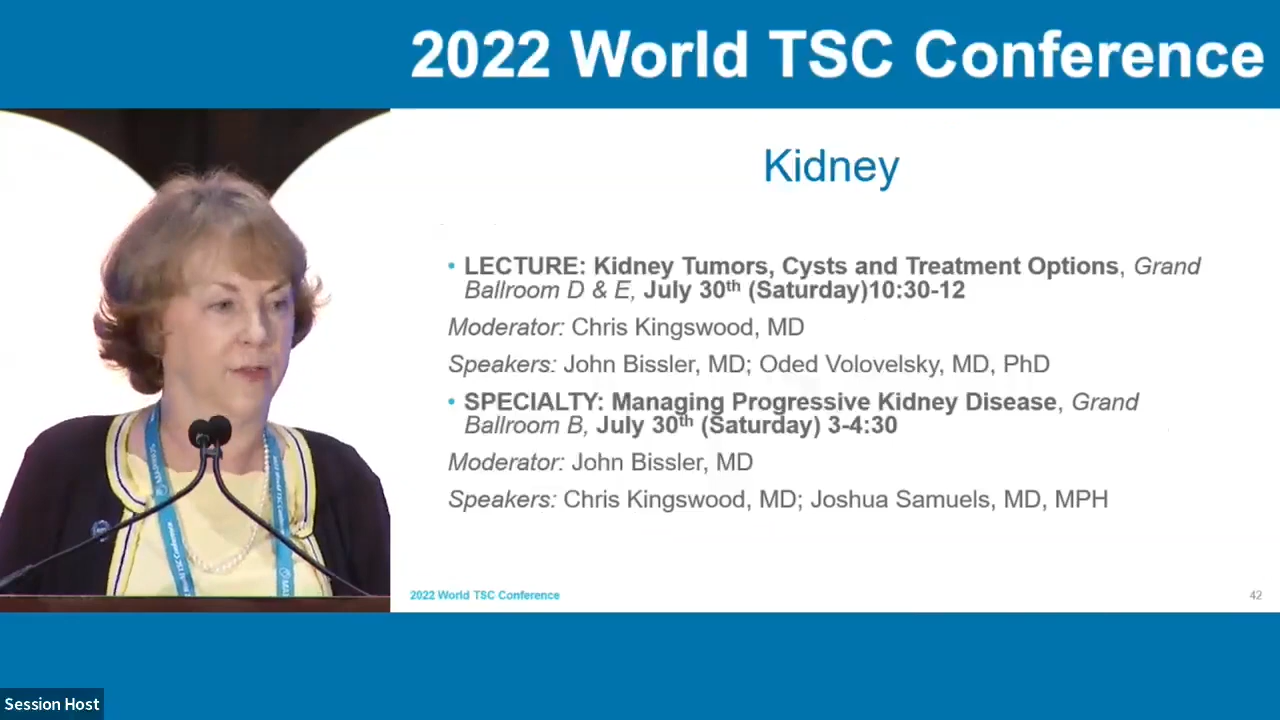 2022 World TSC Conference
Kidney
• LECTURE: Kidney Tumors, Cysts and Treatment Options, Grand
Ballroom D & E, July 30th (Saturday)10:30-12
Moderator: Chris Kingswood, MD
Speakers: John Bissler, MD; Oded Volovelsky, MD, PhD
• SPECIALTY: Managing Progressive Kidney Disease, Grand
Ballroom B, July 30th (Saturday) 3-4:30
Moderator: John Bissler, MD
Speakers: Chris Kingswood, MD; Joshua Samuels, MD, MPH
2022 World TSC Conference
42
Session Host